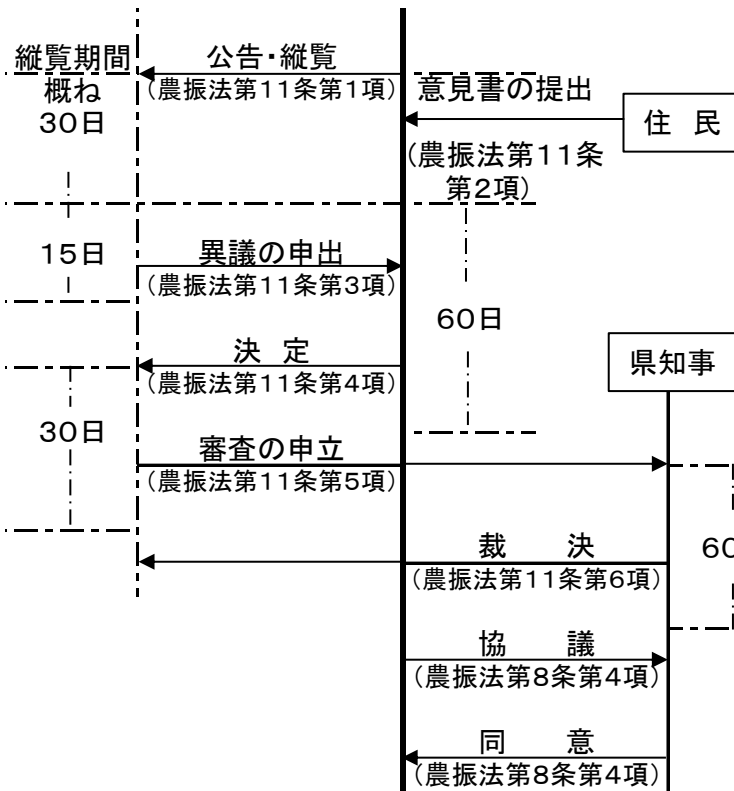 縦覧期間
概ね
30日
公告・縦覧
(農振法第11条第1項)
意見書の提出
(農振法第11条
第2項)
住 民
15日
異議の申出
(農振法第11条第3項)
60日
決 定
(農振法第11条第4項)
県知事
30日
審査の申立
(農振法第11条第5項)
裁 決
(農振法第11条第6項)
60
協 議
(農振法第8条第4項)
同 意
(農振法第8条第4項)